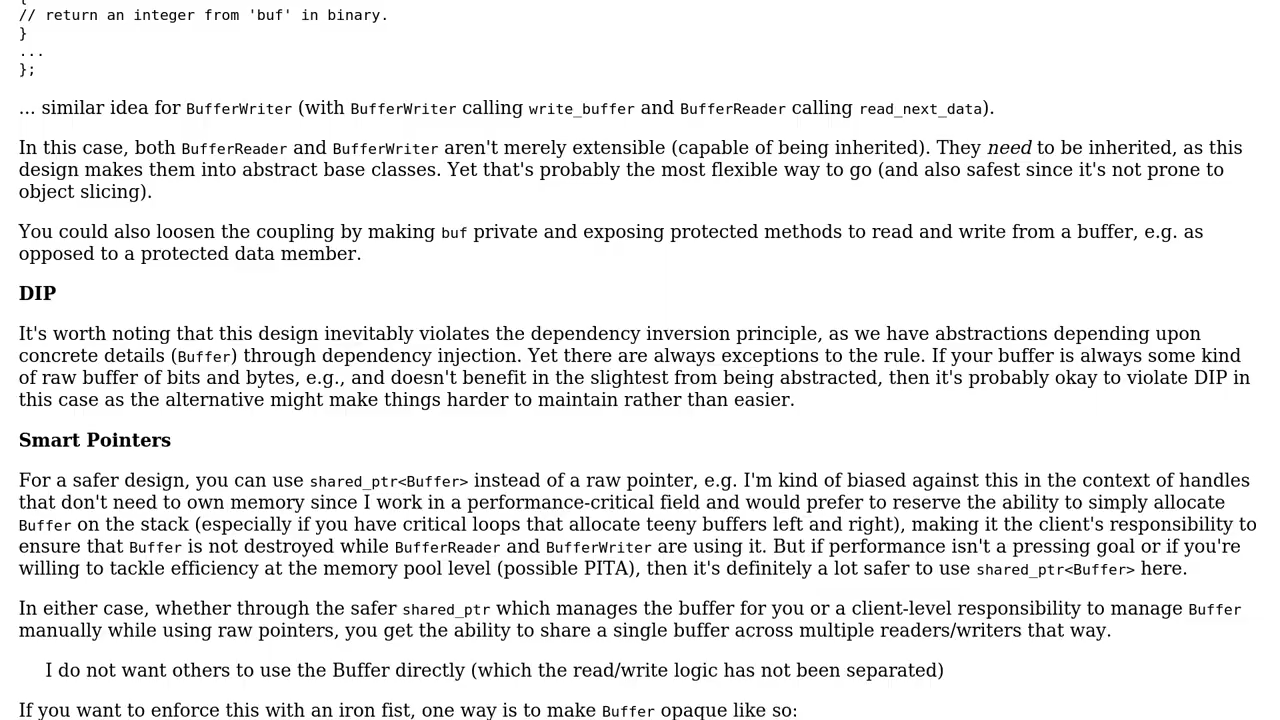 // return an integer from 'buf' in binary.
}
...
};
... similar idea for BufferWriter (with BufferWriter calling write_buffer and BufferReader calling read_next_data).
In this case, both BufferReader and BufferWriter aren't merely extensible (capable of being inherited). They need to be inherited, as this
design makes them into abstract base classes. Yet that's probably the most flexible way to go (and also safest since it's not prone to
object slicing).
You could also loosen the coupling by making buf private and exposing protected methods to read and write from a buffer, e.g. as
opposed to a protected data member.
DIP
It's worth noting that this design inevitably violates the dependency inversion principle, as we have abstractions depending upon
concrete details (Buffer) through dependency injection. Yet there are always exceptions to the rule. If your buffer is always some kind
of raw buffer of bits and bytes, e.g., and doesn't benefit in the slightest from being abstracted, then it's probably okay to violate DIP in
this case as the alternative might make things harder to maintain rather than easier.
Smart Pointers
For a safer design, you can use shared_ptr<Buffer> instead of a raw pointer, e.g. I'm kind of biased against this in the context of handles
that don't need to own memory since I work in a performance-critical field and would prefer to reserve the ability to simply allocate
Buffer on the stack (especially if you have critical loops that allocate teeny buffers left and right), making it the client's responsibility to
ensure that Buffer is not destroyed while BufferReader and BufferWriter are using it. But if performance isn't a pressing goal or if you're
willing to tackle efficiency at the memory pool level (possible PITA), then it's definitely a lot safer to use shared_ptr<Buffer> here.
In either case, whether through the safer shared_ptr which manages the buffer for you or a client-level responsibility to manage Buffer
manually while using raw pointers, you get the ability to share a single buffer across multiple readers/writers that way.
I do not want others to use the Buffer directly (which the read/write logic has not been separated)
If you want to enforce this with an iron fist, one way is to make Buffer opaque like so: